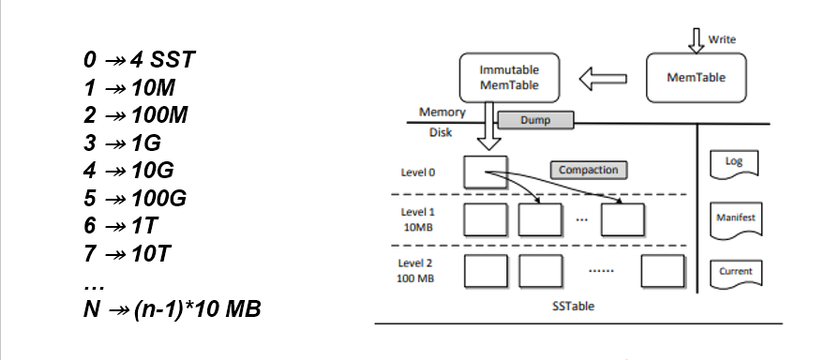 0 ↠ 4 SST
1 ↠ 10M
2 ↠ 100M
3 ↠ 1G
4 ↠ 10G
5 ↠ 100G
6 ↠ 1T
7 ↠ 10T
...
N ↠ (n-1)*10 MB
Write
Immutable
MemTable
MemTable
Memory
Dump
Disk
Level 0
Compaction
Log
Level 1
10MB
...
Manifest
Level 2
100 MB
......
Current
SSTable